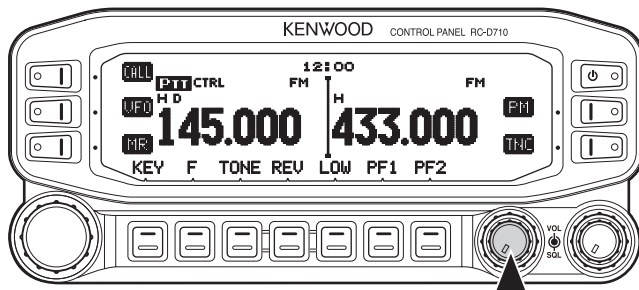 KENWOOD CONTROL PANEL RC-D710
12:00
CALL PTT CTRL FM FM
H D H
VFO 145.000 433.000 PM
MR TNC
KEY F TONE REV LOW PF1 PF2
VOL
SQL